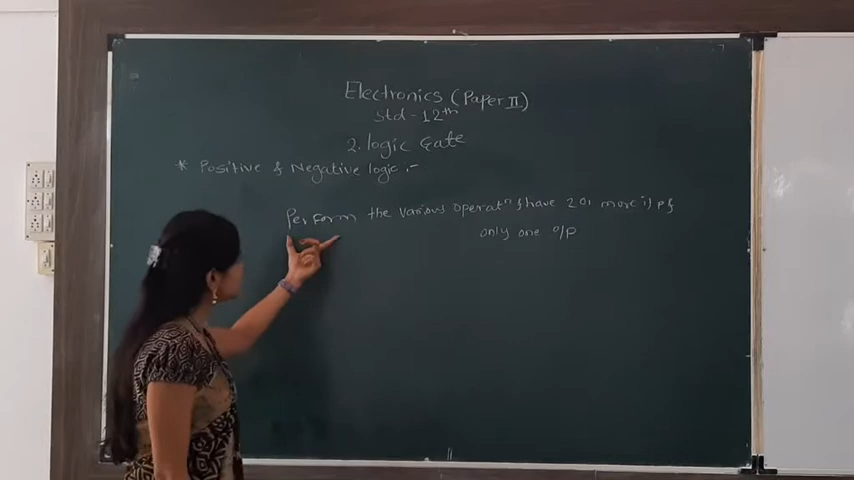 Electronics (Paper II)
Std - 12th
2. logic Gate
* Positive & Negative logic :-
Perform the various operatn & have 2 or more i/p &
only one o/p